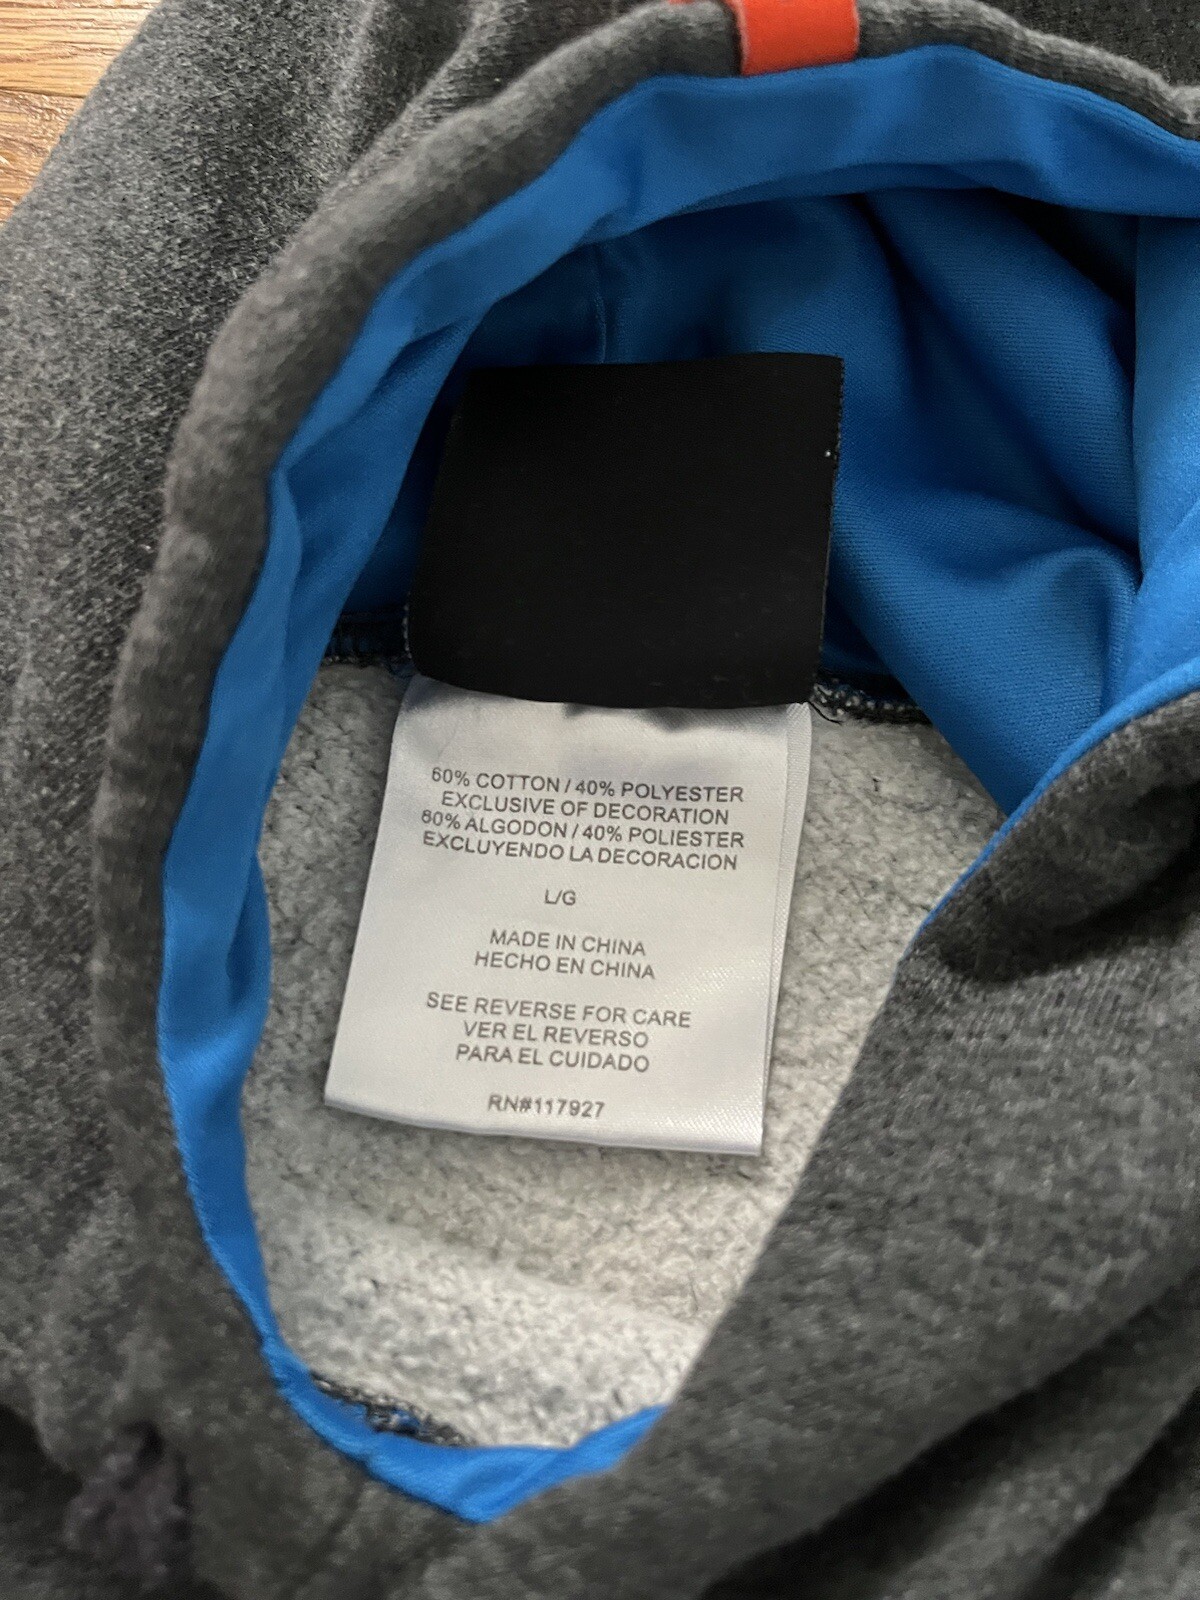 60% COTTON / 40% POLYESTER
EXCLUSIVE OF DECORATION
60% ALGODON / 40% POLIESTER
EXCLUYENDO LA DECORACION
L/G
MADE IN CHINA
HECHO EN CHINA
SEE REVERSE FOR CARE
VER EL REVERSO
PARA EL CUIDADO
RN#117927